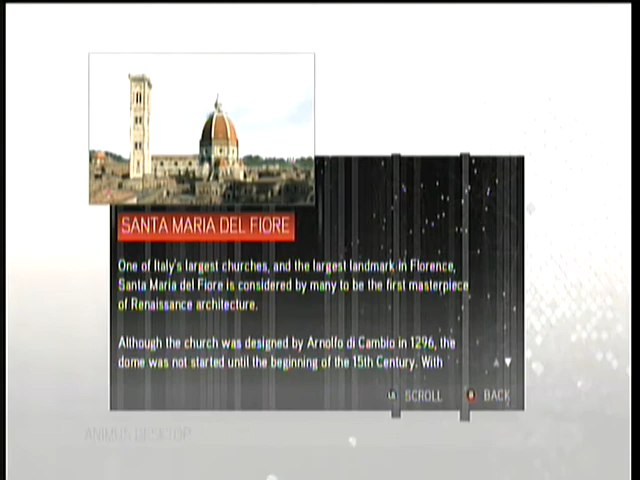 SANTA MARIA DEL FIORE
One of Italy's largest churches, and the largest landmark in Florence,
Santa Maria del Fiore is considered by many to be the first masterpiece
of Renaissance architecture.
Although the church was designed by Arnolfo di Cambio in 1296, the
dome was not started until the beginning of the 15th Century. With
SCROLL BACK
ANIMUS DESKTOP